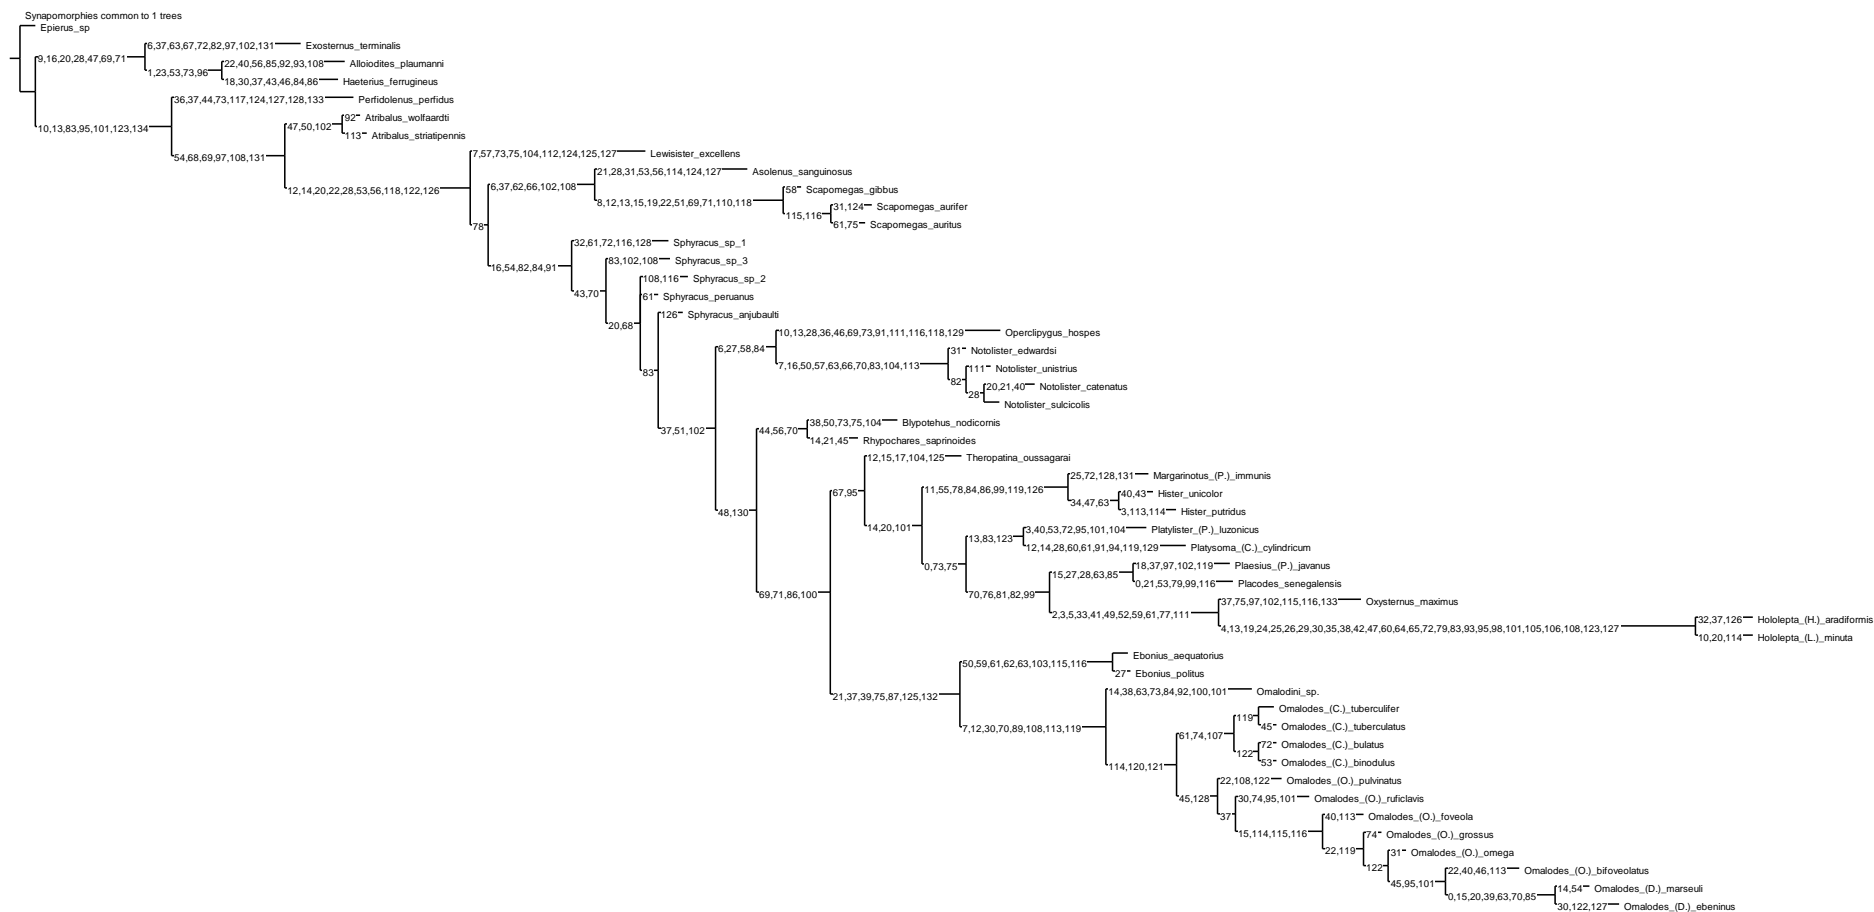 Synapomorphies common to 1 trees
Epierus_sp
6,37,63,67,72,82,97,102,131 Exosternus_terminalis
9,16,20,28,47,69,71
22,40,56,85,92,93,108 Alloiodites_plaumanni
1,23,53,73,96
18,30,37,43,46,84,86 Haeterius_ferrugineus
36,37,44,73,117,124,127,128,133 Perfidolenus_perfidus
92 Atribalus_wolfaardti
47,50,102
10,13,83,95,101,123,134
113 Atribalus_striatipennis
7,57,73,75,104,112,124,125,127 Lewisister_excellens
54,68,69,97,108,131
21,28,31,53,56,114,124,127 Asolenus_sanguinosus
6,37,62,66,102,108
12,14,20,22,28,53,56,118,122,126
58 Scapomegas_gibbus
8,12,13,15,19,22,51,69,71,110,118
31,124 Scapomegas_aurifer
115,116
61,75 Scapomegas_auritus
78
32,61,72,116,128 Sphyracus_sp_1
83,102,108 Sphyracus_sp_3
16,54,82,84,91
108,116 Sphyracus_sp_2
43,70
61 Sphyracus_peruanus
126 Sphyracus_anjubaulti
20,68
10,13,28,36,46,69,73,91,111,116,118,129 Operclipygus_hospes
6,27,58,84
31 Notolister_edwardsi
7,16,50,57,63,66,70,83,104,113
111 Notolister_unistrius
83
82
20,21,40 Notolister_catenatus
28
Notolister_sulcicolis
38,50,73,75,104 Blypotehus_nodicornis
37,51,102
44,56,70
14,21,45 Rhypochares_saprinoides
12,15,17,104,125 Theropatina_oussagarai
25,72,128,131 Margarinotus_(P.)_immunis
67,95
11,55,78,84,86,99,119,126
40,43 Hister_unicolor
34,47,63
3,113,114 Hister_putridus
48,130
14,20,101
3,40,53,72,95,101,104 Platylister_(P.)_luzonicus
13,83,123
12,14,28,60,61,91,94,119,129 Platysoma_(C.)_cylindricum
0,73,75
18,37,97,102,119 Plaesius_(P.)_javanus
15,27,28,63,85
0,21,53,79,99,116 Placodes_senegalensis
69,71,86,100
70,76,81,82,99
37,75,97,102,115,116,133 Oxysternus_maximus
2,3,5,33,41,49,52,59,61,77,111
32,37,126 Hololepta_(H.)_aradiformis
4,13,19,24,25,26,29,30,35,38,42,47,60,64,65,72,79,83,93,95,98,101,105,106,108,123,127
10,20,114 Hololepta_(L.)_minuta
Ebonius_aequatorius
50,59,61,62,63,103,115,116
27 Ebonius_politus
14,38,63,73,84,92,100,101 Omalodini_sp.
21,37,39,75,87,125,132
Omalodes_(C.)_tuberculifer
119
45 Omalodes_(C.)_tuberculatus
7,12,30,70,89,108,113,119
61,74,107
72 Omalodes_(C.)_bulatus
122
53 Omalodes_(C.)_binodulus
114,120,121
22,108,122 Omalodes_(O.)_pulvinatus
45,128
30,74,95,101 Omalodes_(O.)_ruficlavis
37
40,113 Omalodes_(O.)_foveola
15,114,115,116
74 Omalodes_(O.)_grossus
22,119
31 Omalodes_(O.)_omega
122
22,40,46,113 Omalodes_(O.)_bifoveolatus
45,95,101
14,54 Omalodes_(D.)_marseuli
0,15,20,39,63,70,85
30,122,127 Omalodes_(D.)_ebeninus